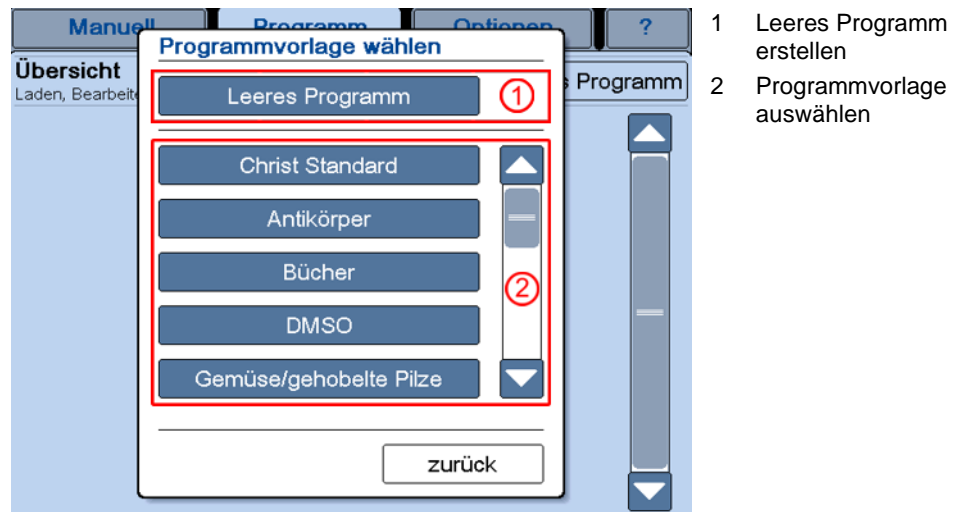 Manuell Programm Optionen ?
Übersicht
Laden, Bearbeite
s Programm
Programmvorlage wählen
Leeres Programm 1
Christ Standard
Antikörper
Bücher
2
DMSO
Gemüse/gehobelte Pilze
zurück
1 Leeres Programm
erstellen
2 Programmvorlage
auswählen